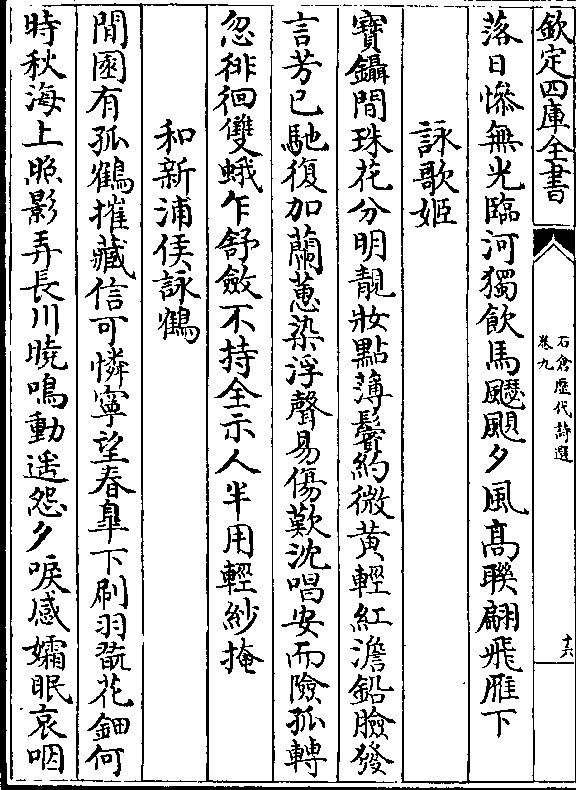 欽定四庫全書
石倉歴代詩選
卷九
十六
落日慘無光臨河獨飲馬飋飁夕風髙聯翩飛雁下
詠歌姬
寶鑷間珠花分明靚妝點薄鬢約微黄輕紅澹鉛臉發
言芳已馳復加蘭蕙染浮聲易傷歎沈唱安而險孤轉
忽徘徊雙蛾乍舒斂不持全示人半用輕紗掩
和新浦侯詠鶴
閒園有孤鶴摧藏信可憐寧望春臯下刷羽翫花鈿何
時秋海上照影弄長川曉鳴動遥怨夕唳感孀眠哀咽